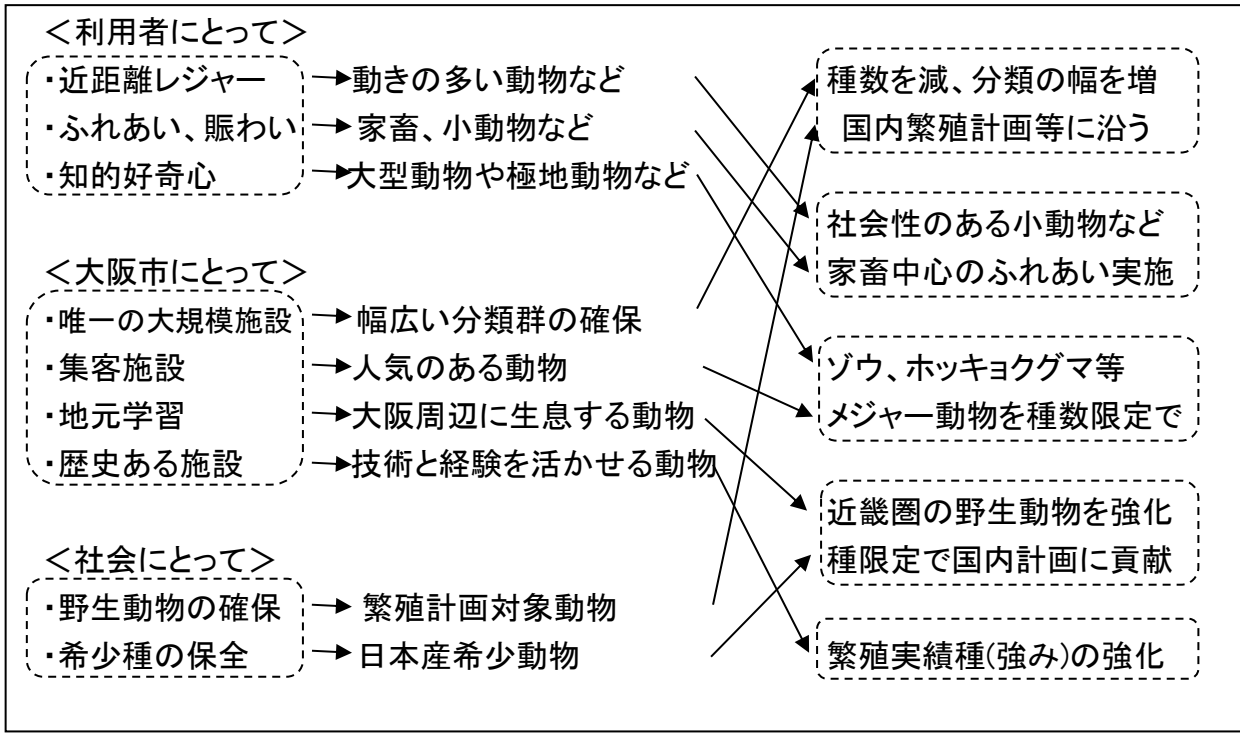 ＜利用者にとって＞
・近距離レジャー → 動きの多い動物など
・ふれあい、賑わい → 家畜、小動物など
・知的好奇心 → 大型動物や極地動物など
＜大阪市にとって＞
・唯一の大規模施設 → 幅広い分類群の確保
・集客施設 → 人気のある動物
・地元学習 → 大阪周辺に生息する動物
・歴史ある施設 → 技術と経験を活かせる動物
＜社会にとって＞
・野生動物の確保 → 繁殖計画対象動物
・希少種の保全 → 日本産希少動物
種数を減、分類の幅を増
国内繁殖計画等に沿う
社会性のある小動物など
家畜中心のふれあい実施
ゾウ、ホッキョクグマ等
メジャー動物を種数限定で
近畿圏の野生動物を強化
種限定で国内計画に貢献
繁殖実績種(強み)の強化